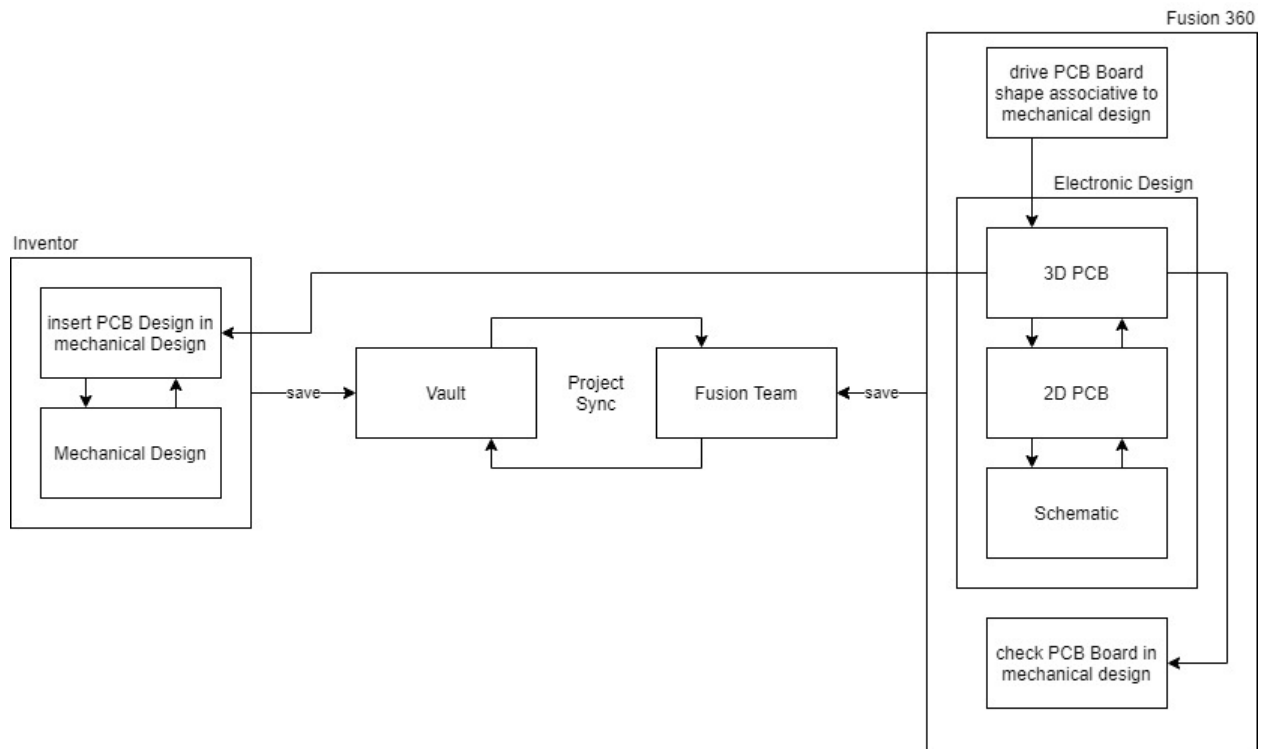 Fusion 360
drive PCB Board
shape associative to
mechanical design
Electronic Design
3D PCB
Inventor
insert PCB Design in
mechanical Design
save
Vault
Project
Sync
Fusion Team
save
2D PCB
Mechanical Design
Schematic
check PCB Board in
mechanical design